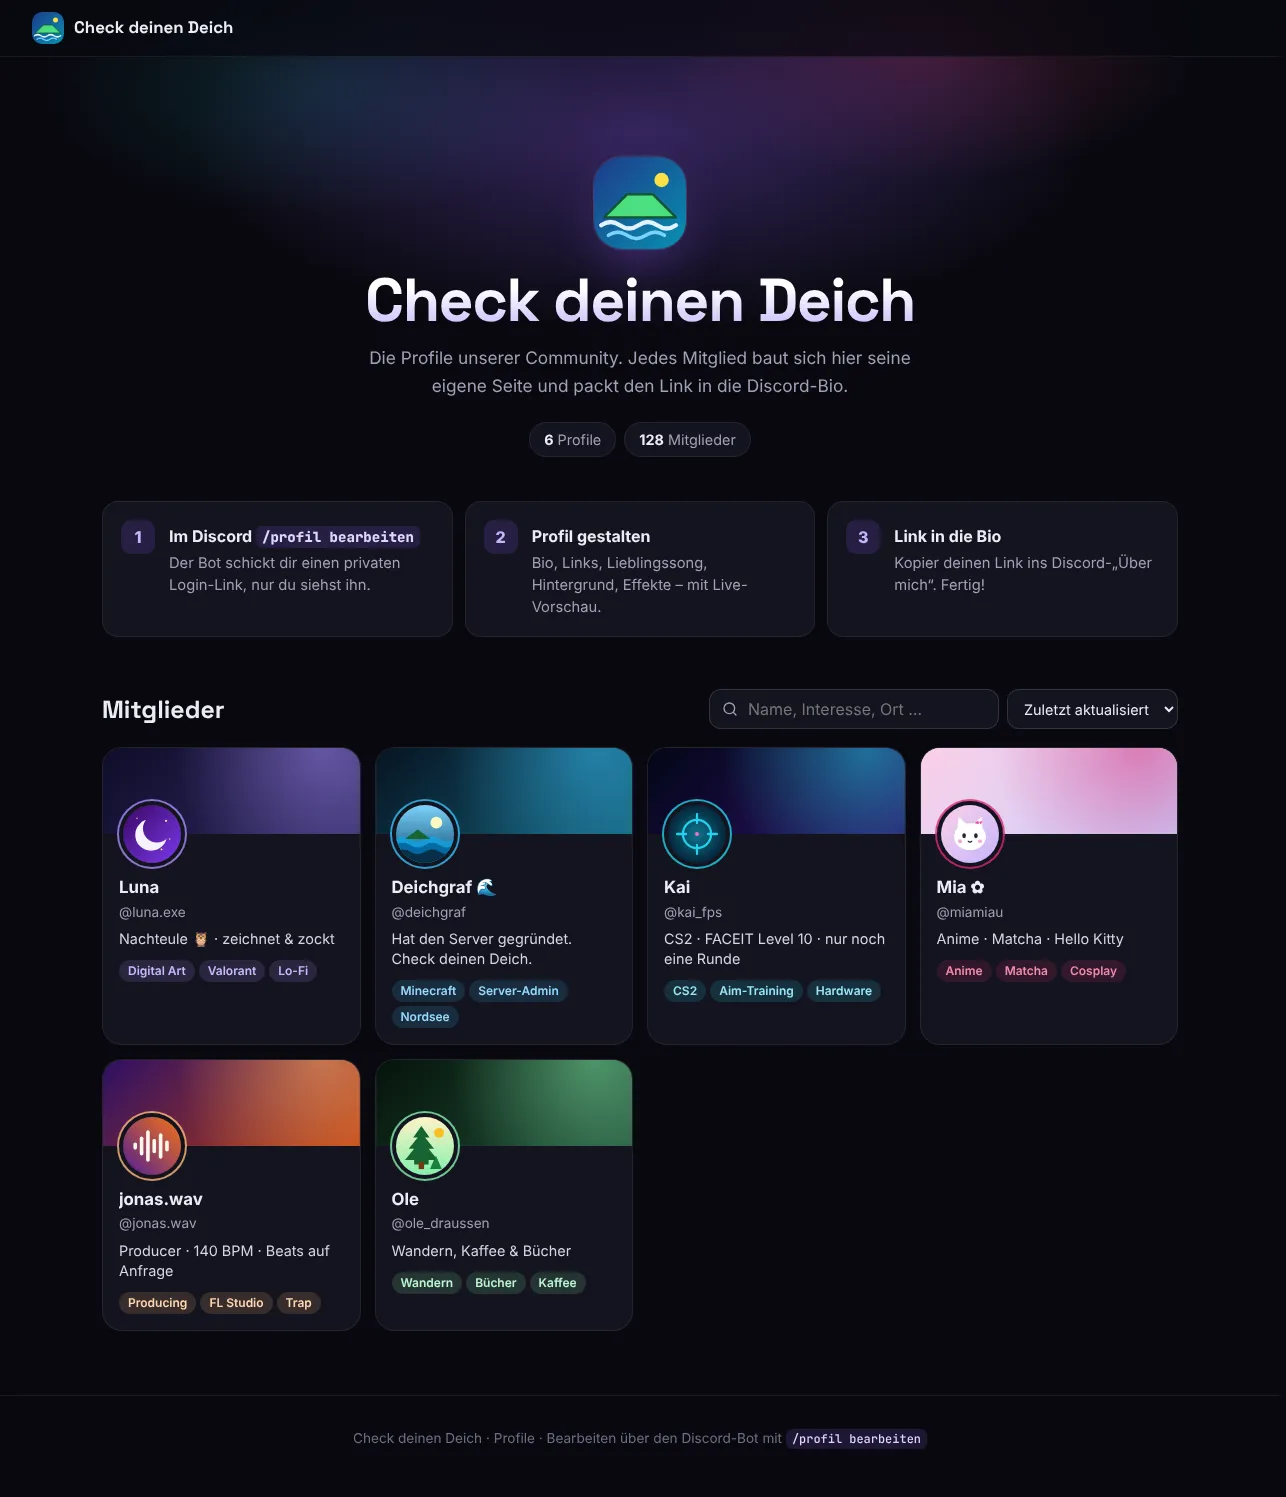 Check deinen Deich
Check deinen Deich
Die Profile unserer Community. Jedes Mitglied baut sich hier seine
eigene Seite und packt den Link in die Discord-Bio.
6 Profile
128 Mitglieder
1
Im Discord /profil bearbeiten
Der Bot schickt dir einen privaten
Login-Link, nur du siehst ihn.
2
Profil gestalten
Bio, Links, Lieblingssong,
Hintergrund, Effekte – mit Live-
Vorschau.
3
Link in die Bio
Kopier deinen Link ins Discord-„Über
mich“. Fertig!
Mitglieder
Name, Interesse, Ort ...
Zuletzt aktualisiert
Luna
@luna.exe
Nachteule 🦉 · zeichnet & zockt
Digital Art
Valorant
Lo-Fi
Deichgraf 🌊
@deichgraf
Hat den Server gegründet.
Check deinen Deich.
Minecraft
Server-Admin
Nordsee
Kai
@kai_fps
CS2 · FACEIT Level 10 · nur noch
eine Runde
CS2
Aim-Training
Hardware
Mia ✿
@miamiau
Anime · Matcha · Hello Kitty
Anime
Matcha
Cosplay
jonas.wav
@jonas.wav
Producer · 140 BPM · Beats auf
Anfrage
Producing
FL Studio
Trap
Ole
@ole_draussen
Wandern, Kaffee & Bücher
Wandern
Bücher
Kaffee
Check deinen Deich · Profile · Bearbeiten über den Discord-Bot mit /profil bearbeiten